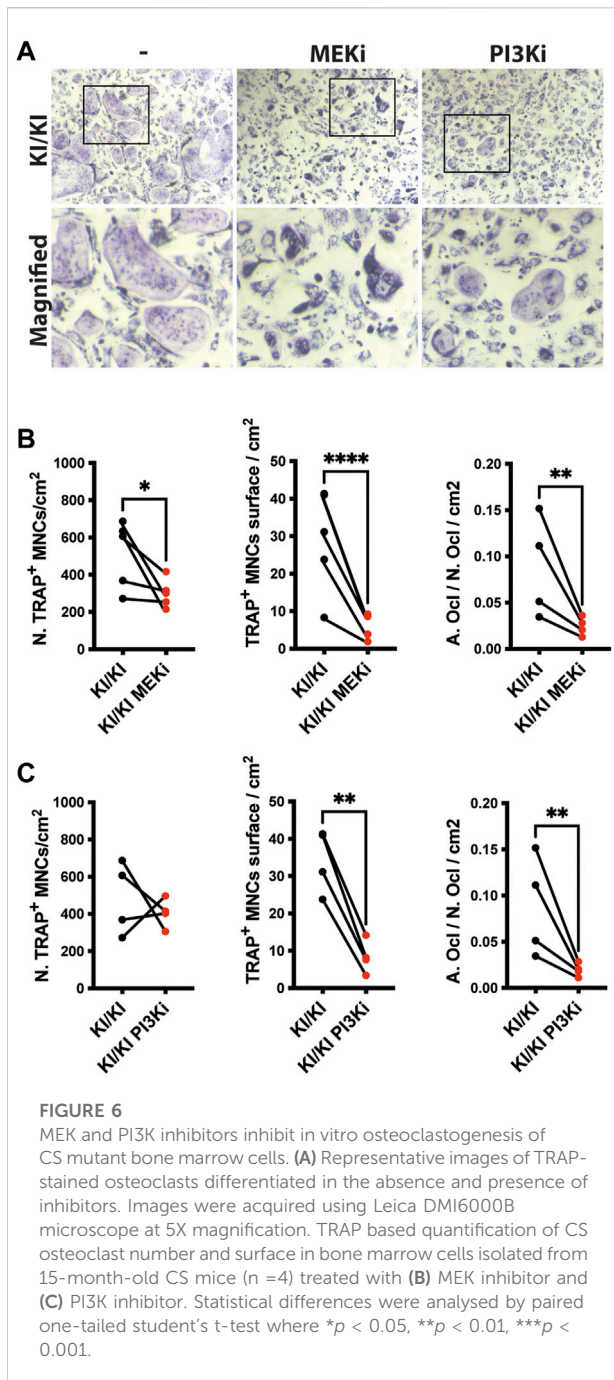 A
- MEKi PI3Ki
KI/KI
Magnified
B
N. TRAP+ MNCs/cm2
1000
800
600
400
200
0
*
KI/KI
KI/KI MEKi
TRAP+ MNCs surface / cm2
50
40
30
20
10
0
****
KI/KI
KI/KI MEKi
A. Ocl / N. Ocl / cm2
0.15
0.10
0.05
0.00
**
KI/KI
KI/KI MEKi
C
N. TRAP+ MNCs/cm2
1000
800
600
400
200
0
KI/KI
KI/KI PI3Ki
TRAP+ MNCs surface / cm2
50
40
30
20
10
0
**
KI/KI
KI/KI PI3Ki
A. Ocl / N. Ocl / cm2
0.20
0.15
0.10
0.05
0.00
**
KI/KI
KI/KI PI3Ki
FIGURE 6
MEK and PI3K inhibitors inhibit in vitro osteoclastogenesis of
CS mutant bone marrow cells. (A) Representative images of TRAP-
stained osteoclasts differentiated in the absence and presence of
inhibitors. Images were acquired using Leica DMI6000B
microscope at 5X magnification. TRAP based quantification of CS
osteoclast number and surface in bone marrow cells isolated from
15-month-old CS mice (n =4) treated with (B) MEK inhibitor and
(C) PI3K inhibitor. Statistical differences were analysed by paired
one-tailed student's t-test where *p < 0.05, **p < 0.01, ***p <
0.001.